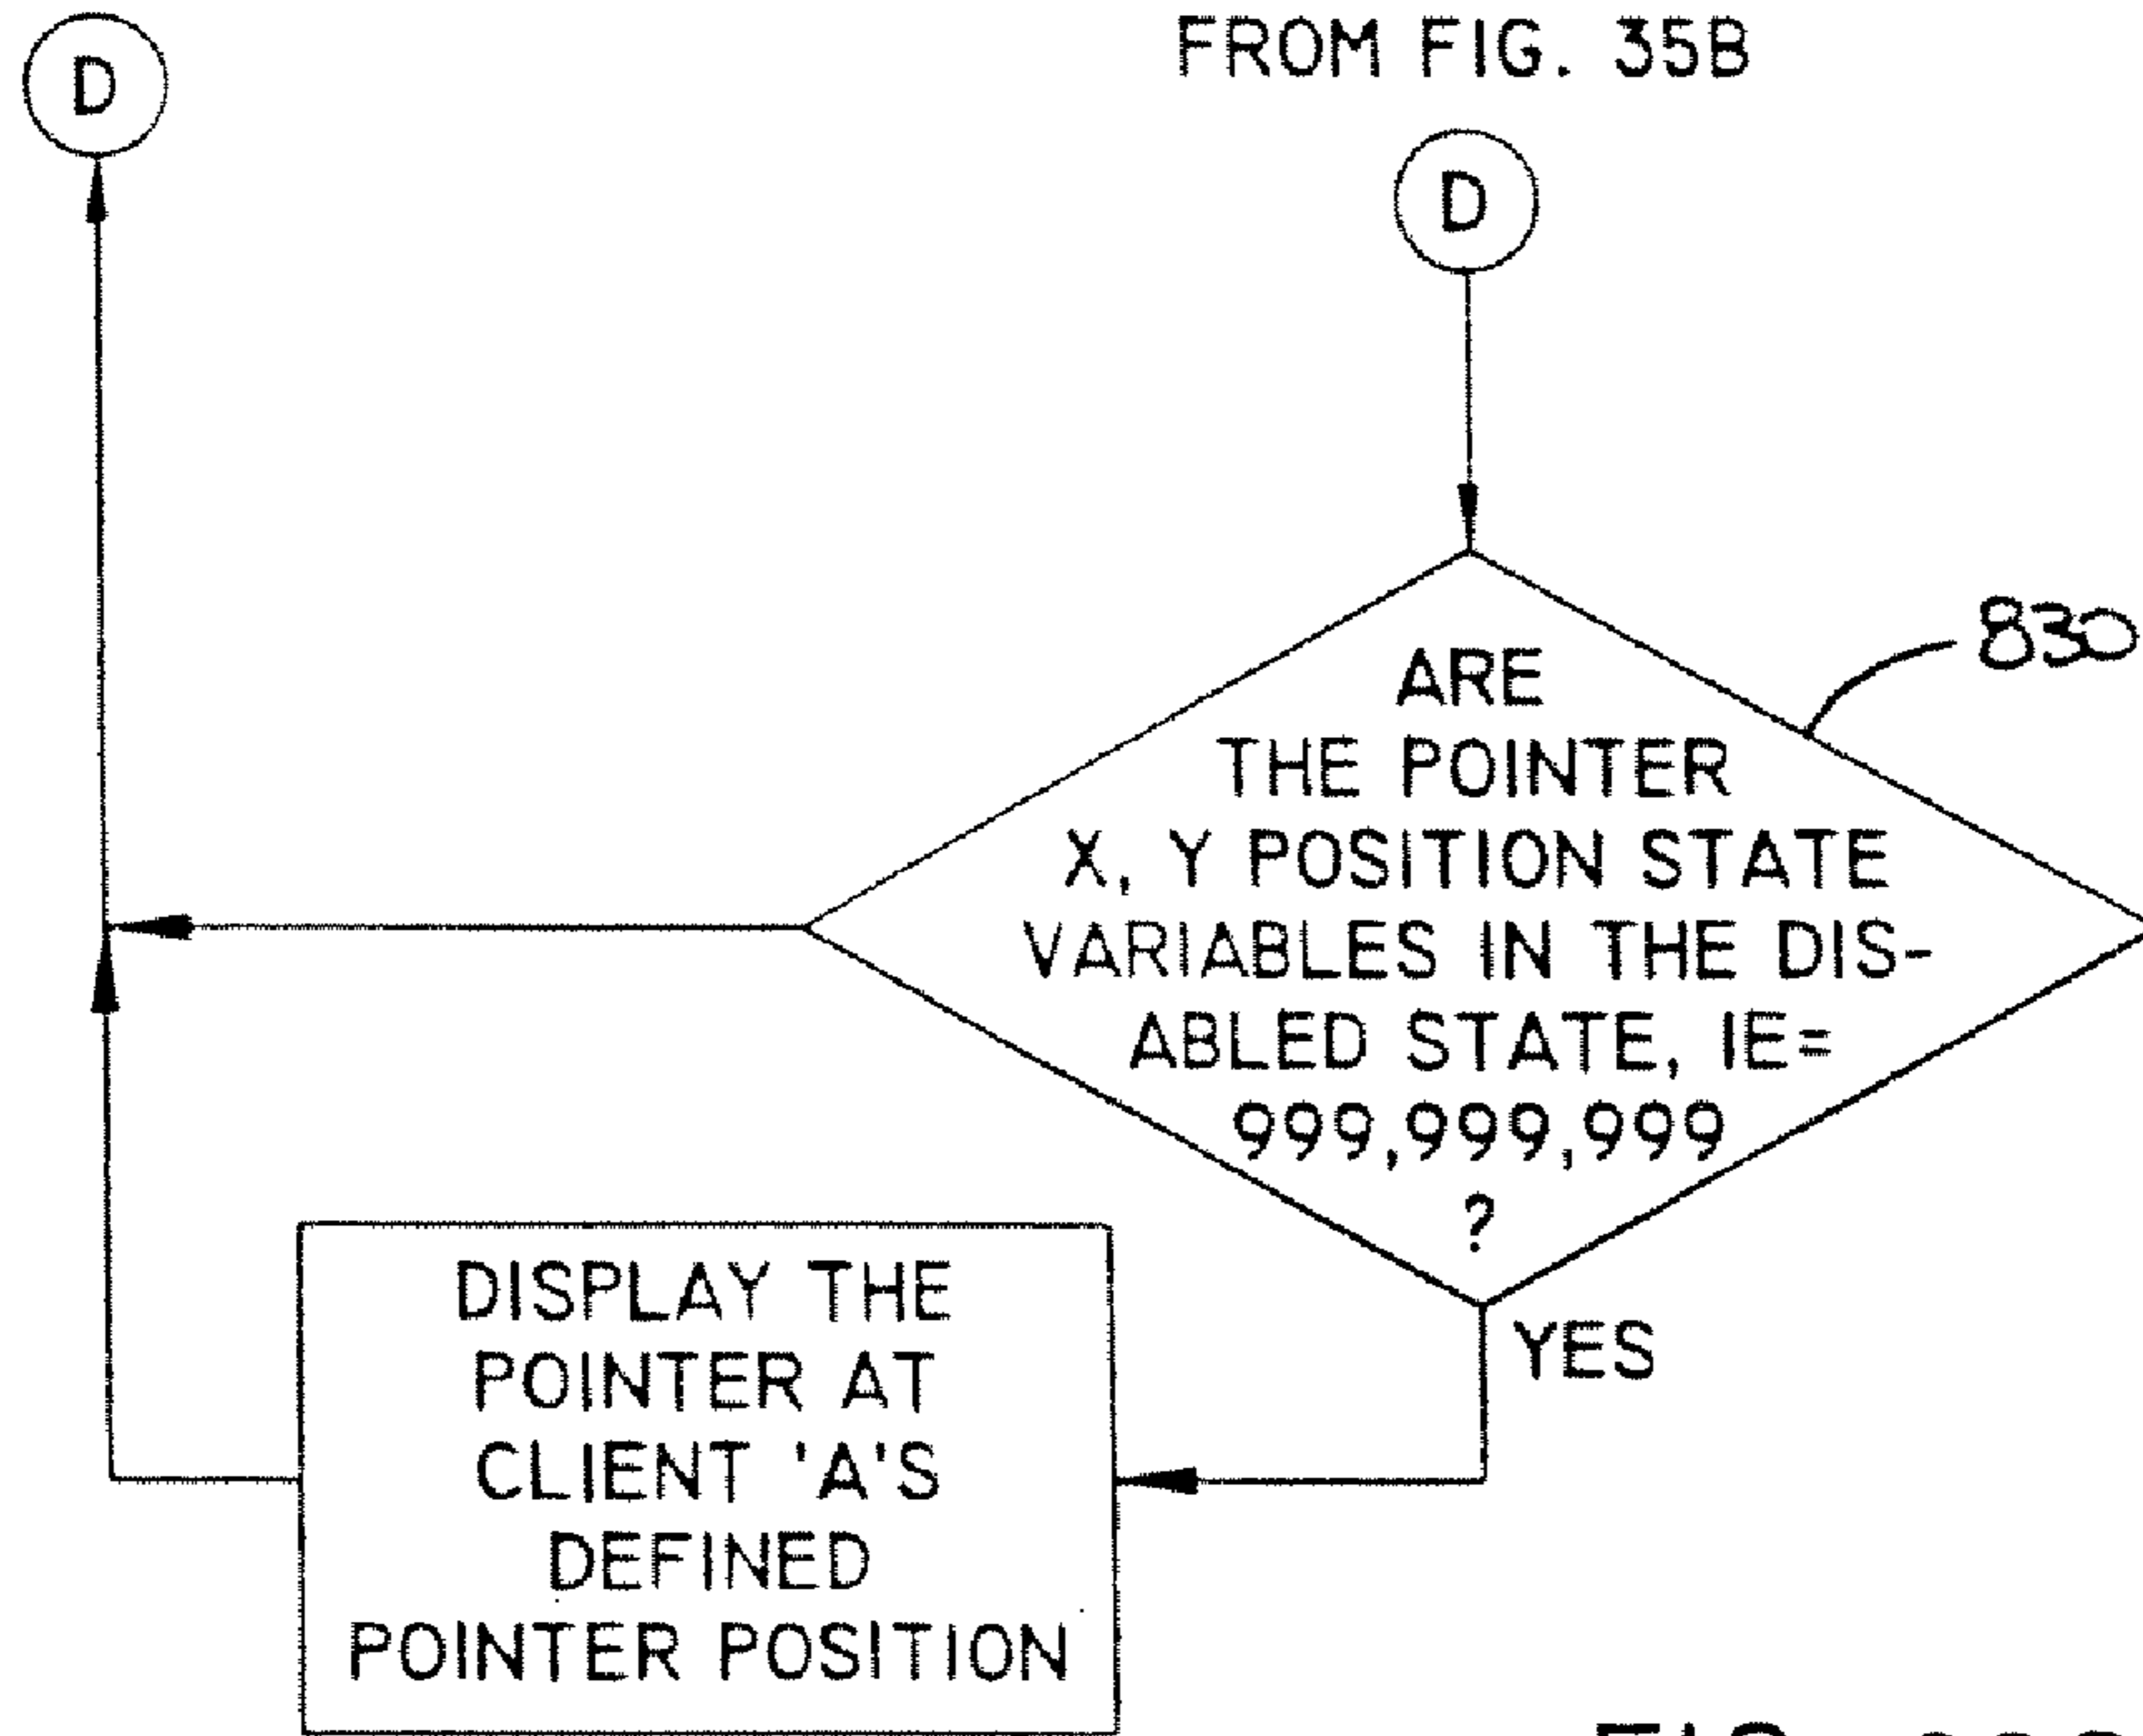 D
FROM FIG. 35B
D
830
ARE
THE POINTER
X, Y POSITION STATE
VARIABLES IN THE DIS-
ABLED STATE, IE=
999,999,999
?
YES
DISPLAY THE
POINTER AT
CLIENT 'A'S
DEFINED
POINTER POSITION